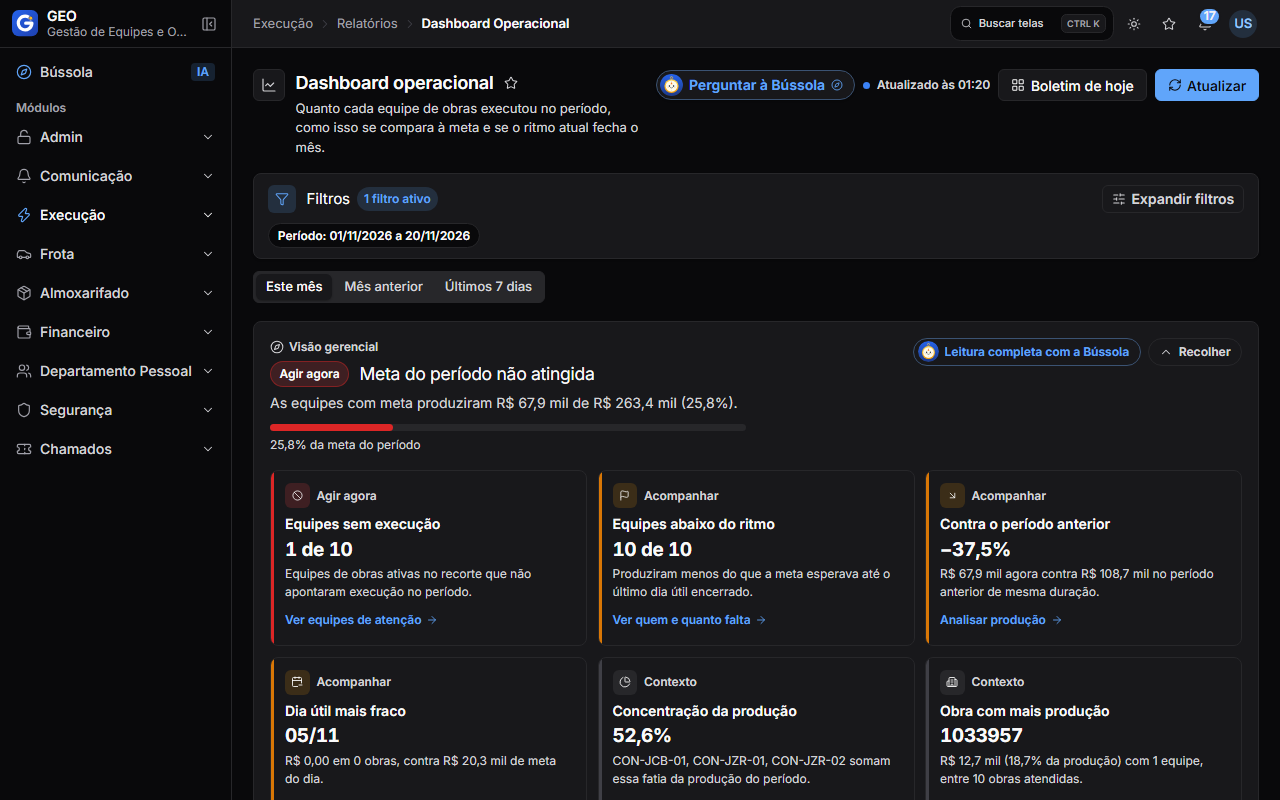 GEO
Gestão de Equipes e O...
Execução
Relatórios
Dashboard Operacional
Buscar telas
CTRL K
17
US
Bússola
IA
Módulos
Admin
Comunicação
Execução
Frota
Almoxarifado
Financeiro
Departamento Pessoal
Segurança
Chamados
Dashboard operacional
Quanto cada equipe de obras executou no período,
como isso se compara à meta e se o ritmo atual fecha o
mês.
Perguntar à Bússola
Atualizado às 01:20
Boletim de hoje
Atualizar
Filtros
1 filtro ativo
Expandir filtros
Período: 01/11/2026 a 20/11/2026
Este mês
Mês anterior
Últimos 7 dias
Visão gerencial
Leitura completa com a Bússola
Recolher
Agir agora
Meta do período não atingida
As equipes com meta produziram R$ 67,9 mil de R$ 263,4 mil (25,8%).
25,8% da meta do período
Agir agora
Equipes sem execução
1 de 10
Equipes de obras ativas no recorte que não
apontaram execução no período.
Ver equipes de atenção →
Acompanhar
Equipes abaixo do ritmo
10 de 10
Produziram menos do que a meta esperava até o
último dia útil encerrado.
Ver quem e quanto falta →
Acompanhar
Contra o período anterior
−37,5%
R$ 67,9 mil agora contra R$ 108,7 mil no período
anterior de mesma duração.
Analisar produção →
Acompanhar
Dia útil mais fraco
05/11
R$ 0,00 em 0 obras, contra R$ 20,3 mil de meta
do dia.
Contexto
Concentração da produção
52,6%
CON-JCB-01, CON-JZR-01, CON-JZR-02 somam
essa fatia da produção do período.
Contexto
Obra com mais produção
1033957
R$ 12,7 mil (18,7% da produção) com 1 equipe,
entre 10 obras atendidas.